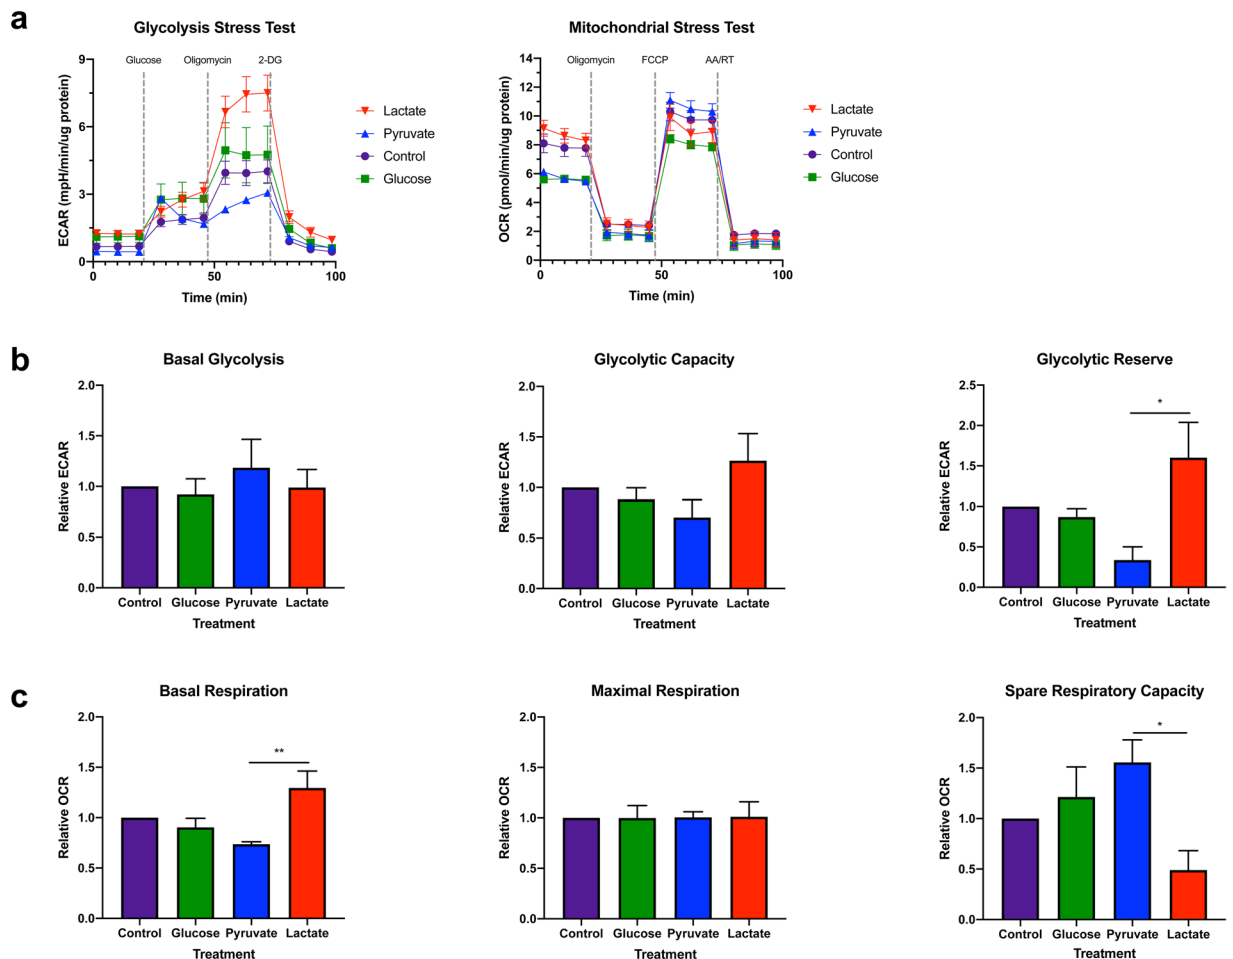 a
Glycolysis Stress Test
Glucose Oligomycin 2-DG
ECAR (mpH/min/ug protein)
9
6
3
0
0 50 100
Time (min)
Lactate
Pyruvate
Control
Glucose
Mitochondrial Stress Test
Oligomycin FCCP AA/RT
OCR (pmol/min/ug protein)
14
12
10
8
6
4
2
0
0 50 100
Time (min)
Lactate
Pyruvate
Control
Glucose
b
Basal Glycolysis
Relative ECAR
2.0
1.5
1.0
0.5
0.0
Control Glucose Pyruvate Lactate
Treatment
Glycolytic Capacity
Relative ECAR
2.0
1.5
1.0
0.5
0.0
Control Glucose Pyruvate Lactate
Treatment
Glycolytic Reserve
Relative ECAR
2.5
2.0
1.5
1.0
0.5
0.0
*
Control Glucose Pyruvate Lactate
Treatment
c
Basal Respiration
Relative OCR
2.0
1.5
1.0
0.5
0.0
**
Control Glucose Pyruvate Lactate
Treatment
Maximal Respiration
Relative OCR
2.0
1.5
1.0
0.5
0.0
Control Glucose Pyruvate Lactate
Treatment
Spare Respiratory Capacity
Relative OCR
2.0
1.5
1.0
0.5
0.0
*
Control Glucose Pyruvate Lactate
Treatment